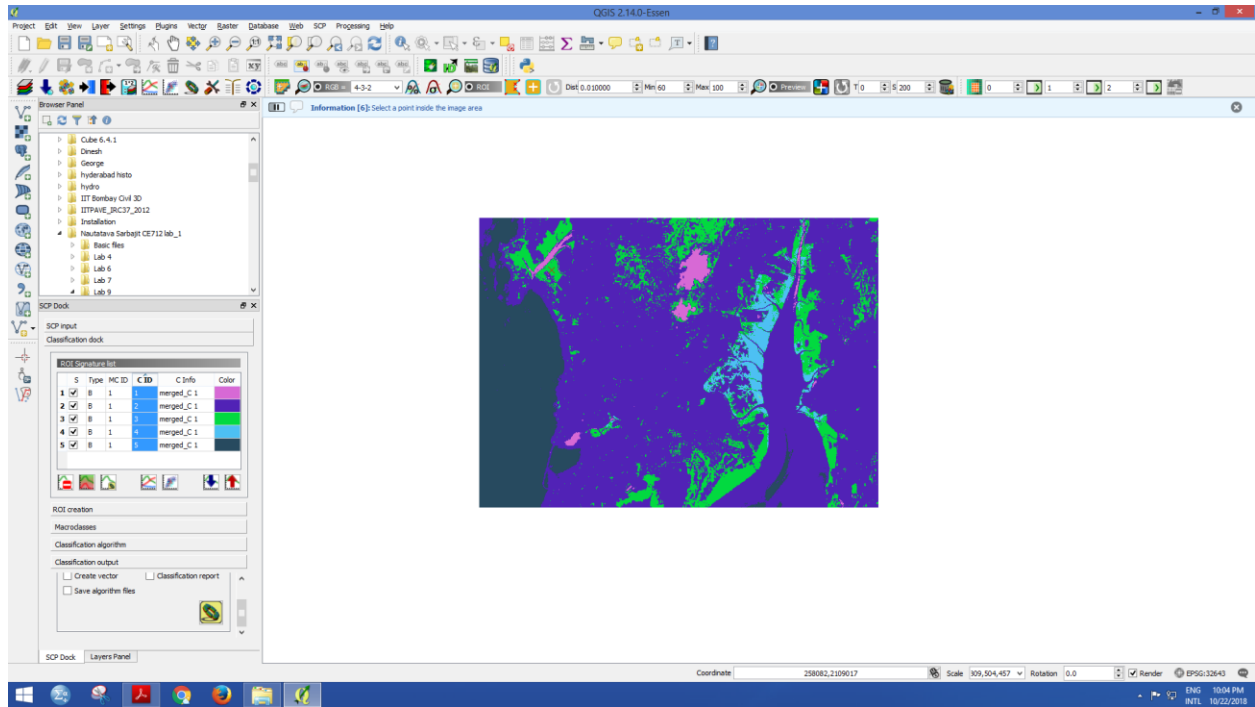 QGIS 2.14.0-Essen
Project Edit View Layer Settings Plugins Vector Raster Database Web SCP Processing Help
RGB = 4-3-2 ROI Dist 0.010000 Min 60 Max 100 Preview T 0 S 200 0 1 2
Browser Panel
Information [6]: Select a point inside the image area
Cube 6.4.1
Dinesh
George
hyderabad histo
hydro
IIT Bombay Civil 3D
IITPAVE_IRC37_2012
Installation
Nautatava Sarbajit CE712 lab_1
Basic files
Lab 4
Lab 6
Lab 7
Lab 9
SCP Dock
SCP input
Classification dock
ROI Signature list
S Type MC ID C ID C Info Color
1 B 1 1 merged_C 1
2 B 1 2 merged_C 1
3 B 1 3 merged_C 1
4 B 1 4 merged_C 1
5 B 1 5 merged_C 1
ROI creation
Macroclasses
Classification algorithm
Classification output
Create vector Classification report
Save algorithm files
SCP Dock Layers Panel
Coordinate 258082,2109017 Scale 309,504,457 Rotation 0.0 Render EPSG:32643
ENG 10:04 PM
INTL 10/22/2018